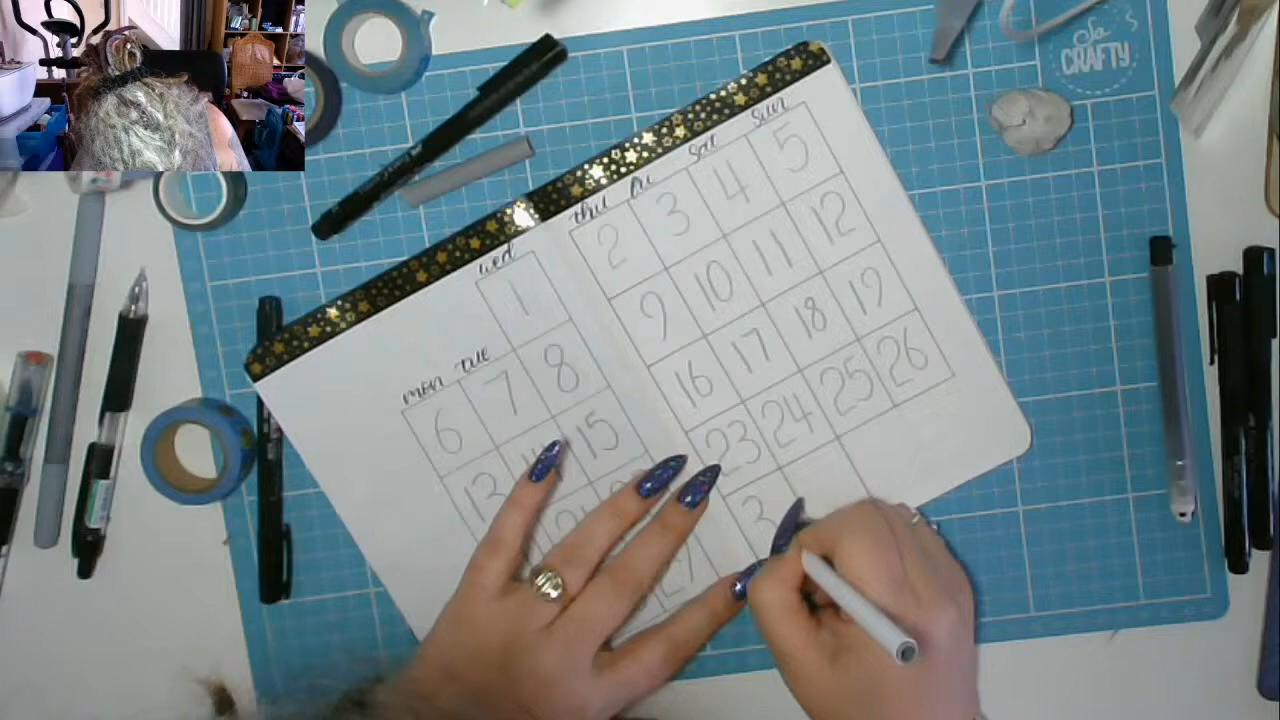 So
CRAFTY
mon tue wed thu fri sat sun
1 2 3 4 5
6 7 8 9 10 11 12
13 15 16 17 18 19
23 24 25 26
3